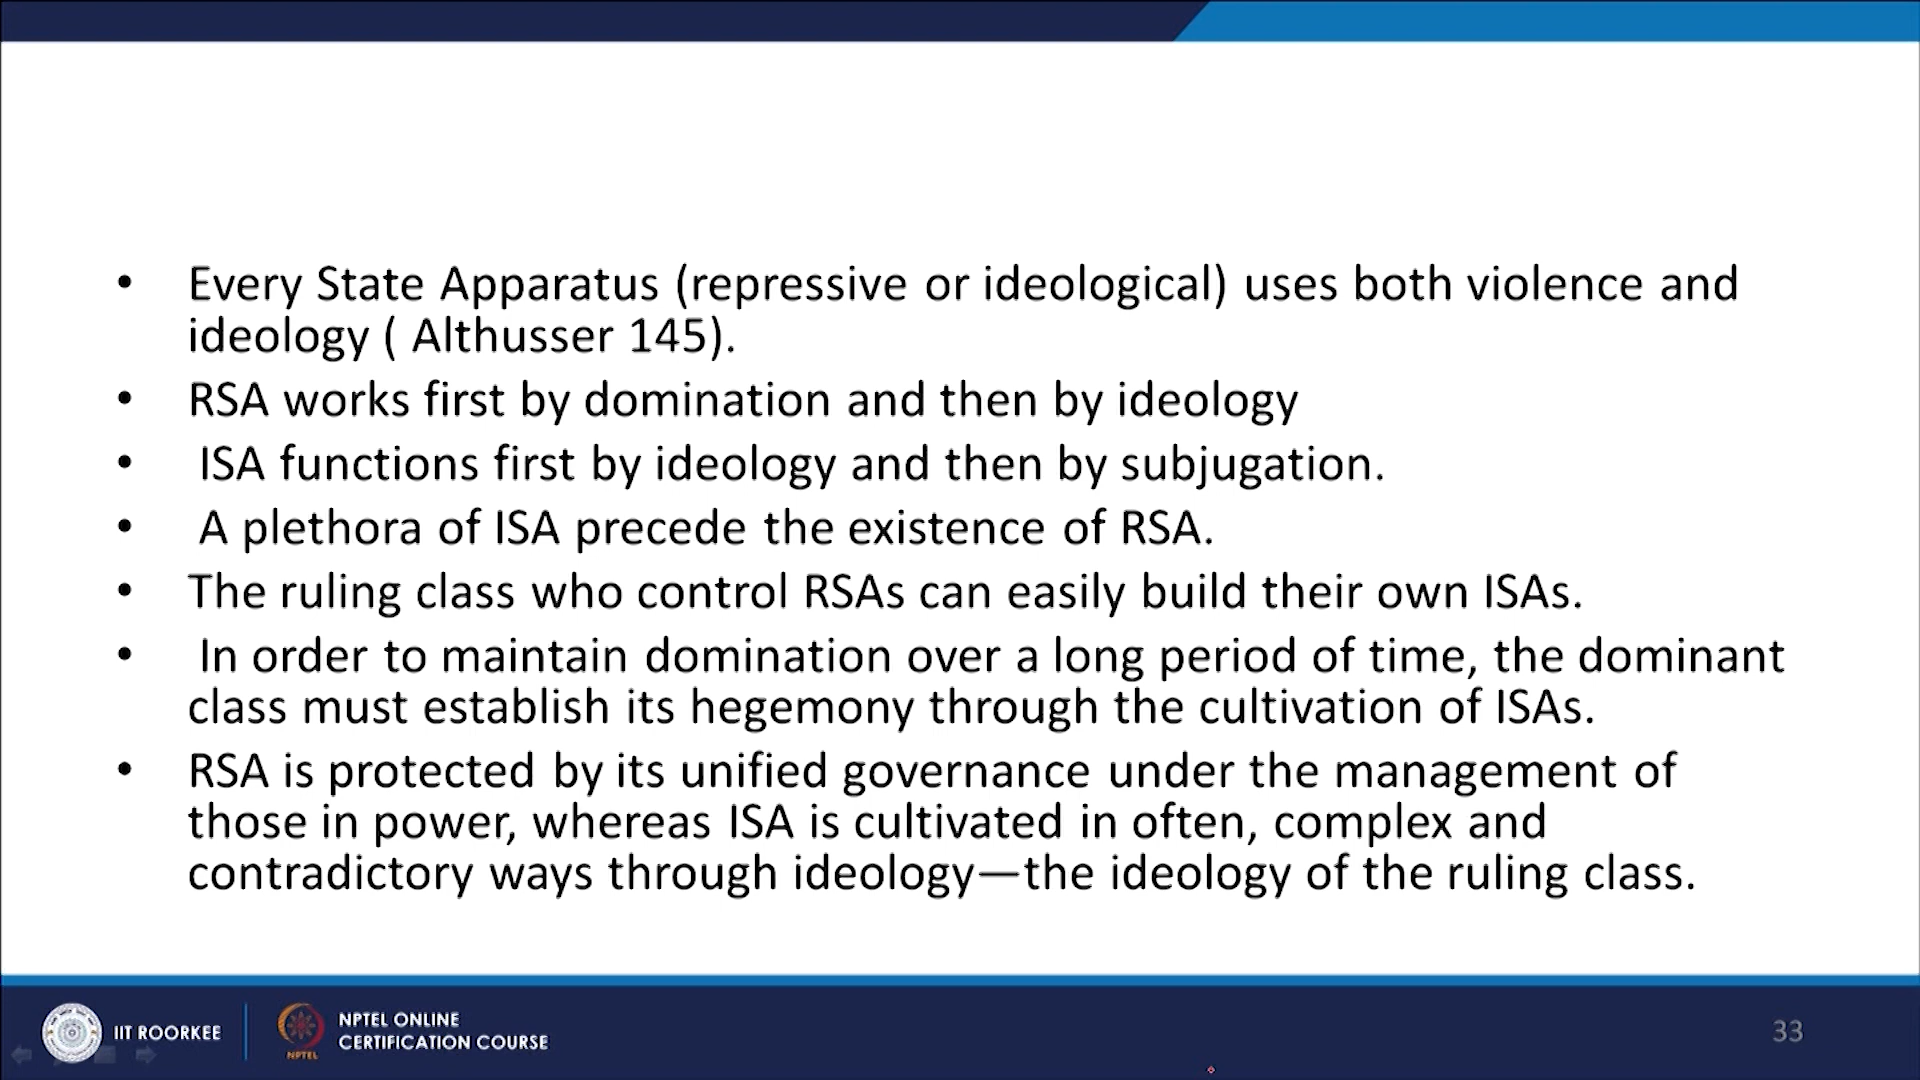 • Every State Apparatus (repressive or ideological) uses both violence and
ideology ( Althusser 145).
• RSA works first by domination and then by ideology
• ISA functions first by ideology and then by subjugation.
• A plethora of ISA precede the existence of RSA.
• The ruling class who control RSAs can easily build their own ISAs.
• In order to maintain domination over a long period of time, the dominant
class must establish its hegemony through the cultivation of ISAs.
• RSA is protected by its unified governance under the management of
those in power, whereas ISA is cultivated in often, complex and
contradictory ways through ideology—the ideology of the ruling class.
IIT ROORKEE
NPTEL
NPTEL ONLINE
CERTIFICATION COURSE
33